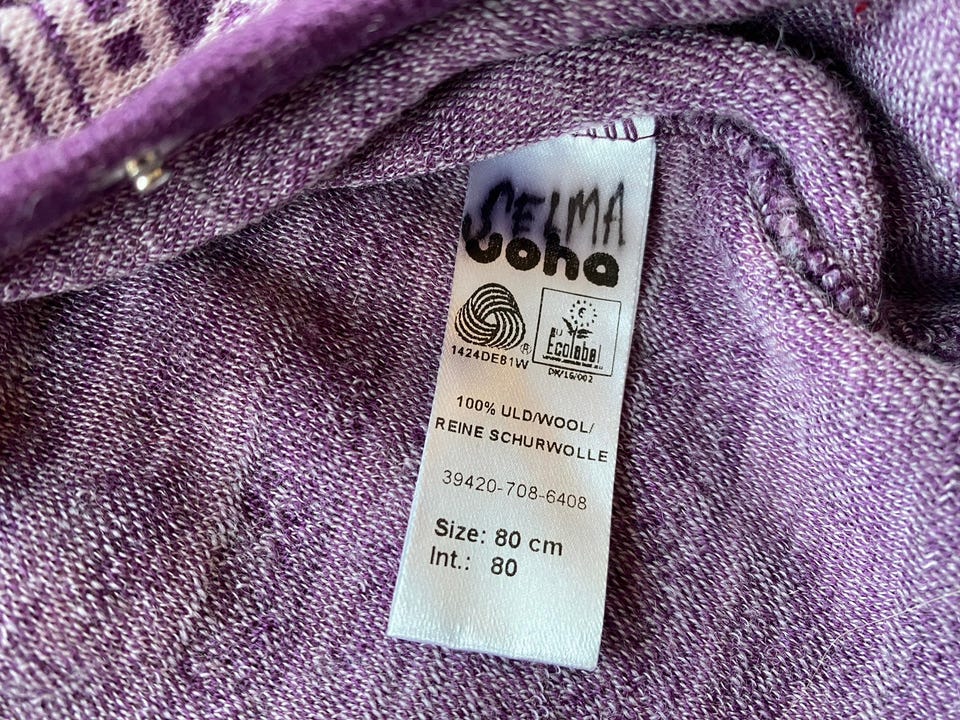 SELMA
Joha
1424DE81W
EU
Ecolabel
DK/16/002
100% ULD/WOOL/
REINE SCHURWOLLE
39420-708-6408
Size: 80 cm
Int.: 80